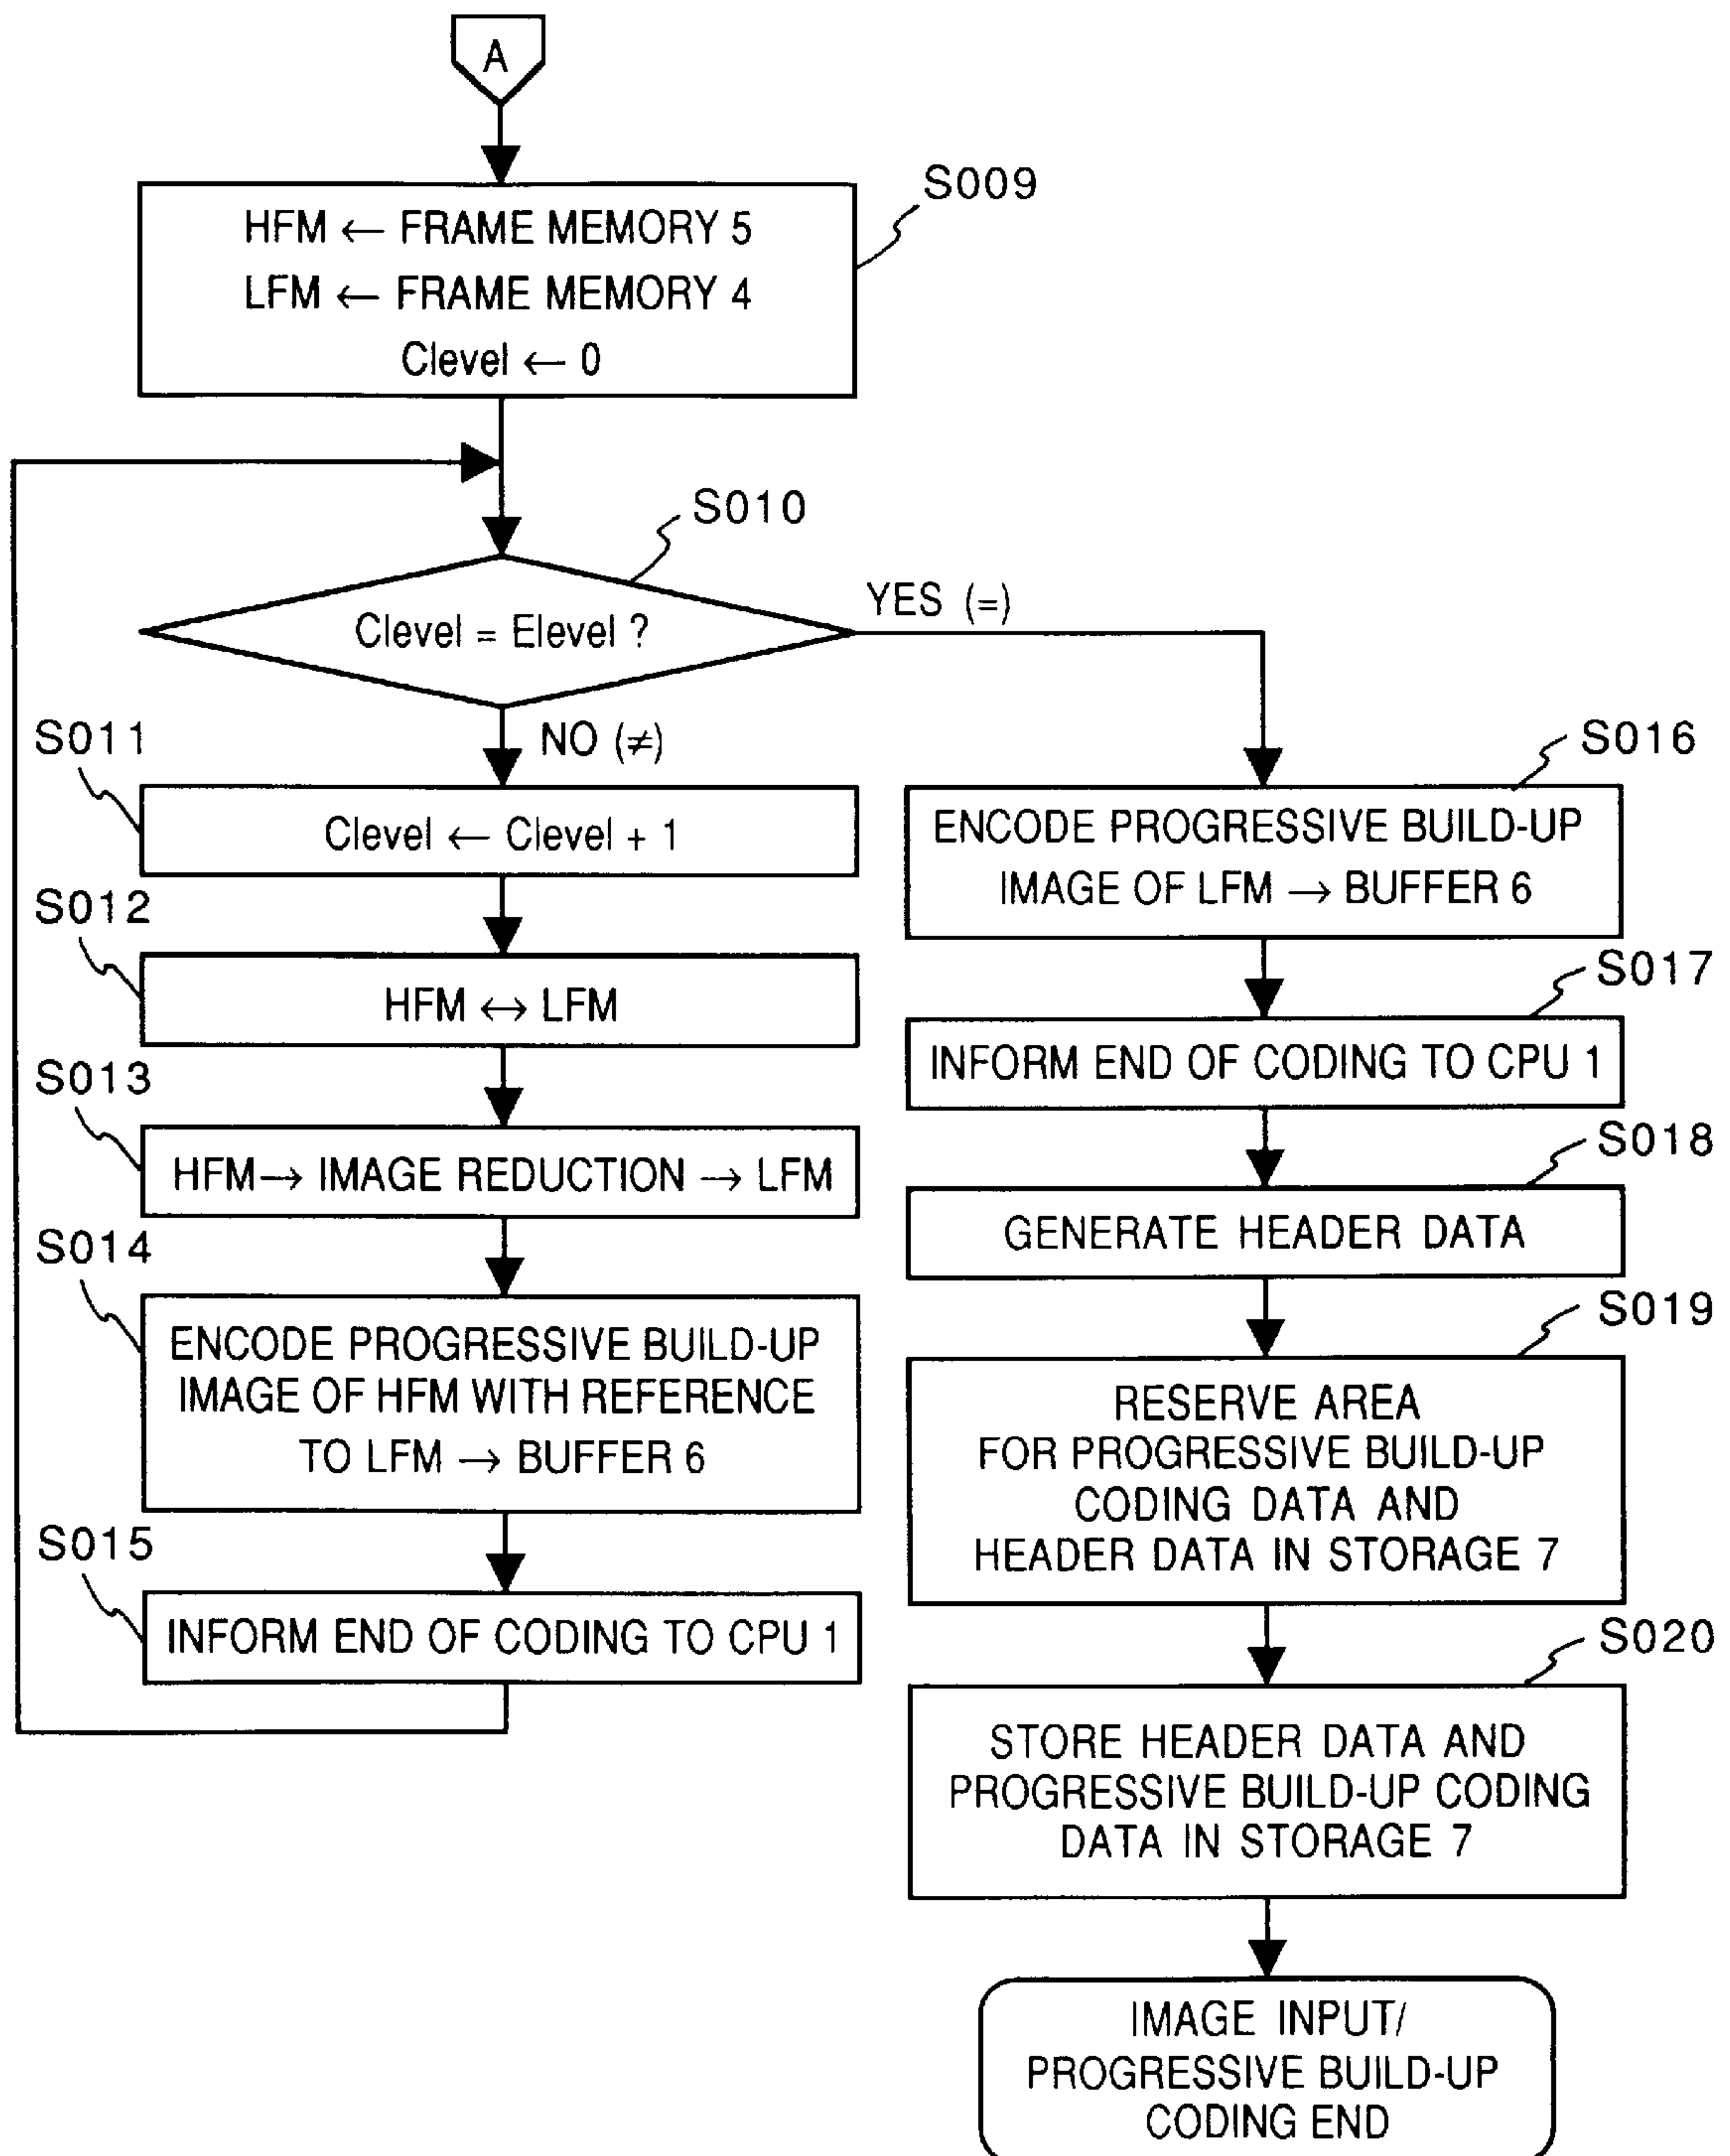 A
S009
HFM ← FRAME MEMORY 5
LFM ← FRAME MEMORY 4
Clevel ← 0
S010
Clevel = Elevel ?
YES (=)
NO (≠)
S011
Clevel ← Clevel + 1
S012
HFM ↔ LFM
S013
HFM→ IMAGE REDUCTION → LFM
S014
ENCODE PROGRESSIVE BUILD-UP
IMAGE OF HFM WITH REFERENCE
TO LFM → BUFFER 6
S015
INFORM END OF CODING TO CPU 1
S016
ENCODE PROGRESSIVE BUILD-UP
IMAGE OF LFM → BUFFER 6
S017
INFORM END OF CODING TO CPU 1
S018
GENERATE HEADER DATA
S019
RESERVE AREA
FOR PROGRESSIVE BUILD-UP
CODING DATA AND
HEADER DATA IN STORAGE 7
S020
STORE HEADER DATA AND
PROGRESSIVE BUILD-UP CODING
DATA IN STORAGE 7
IMAGE INPUT/
PROGRESSIVE BUILD-UP
CODING END